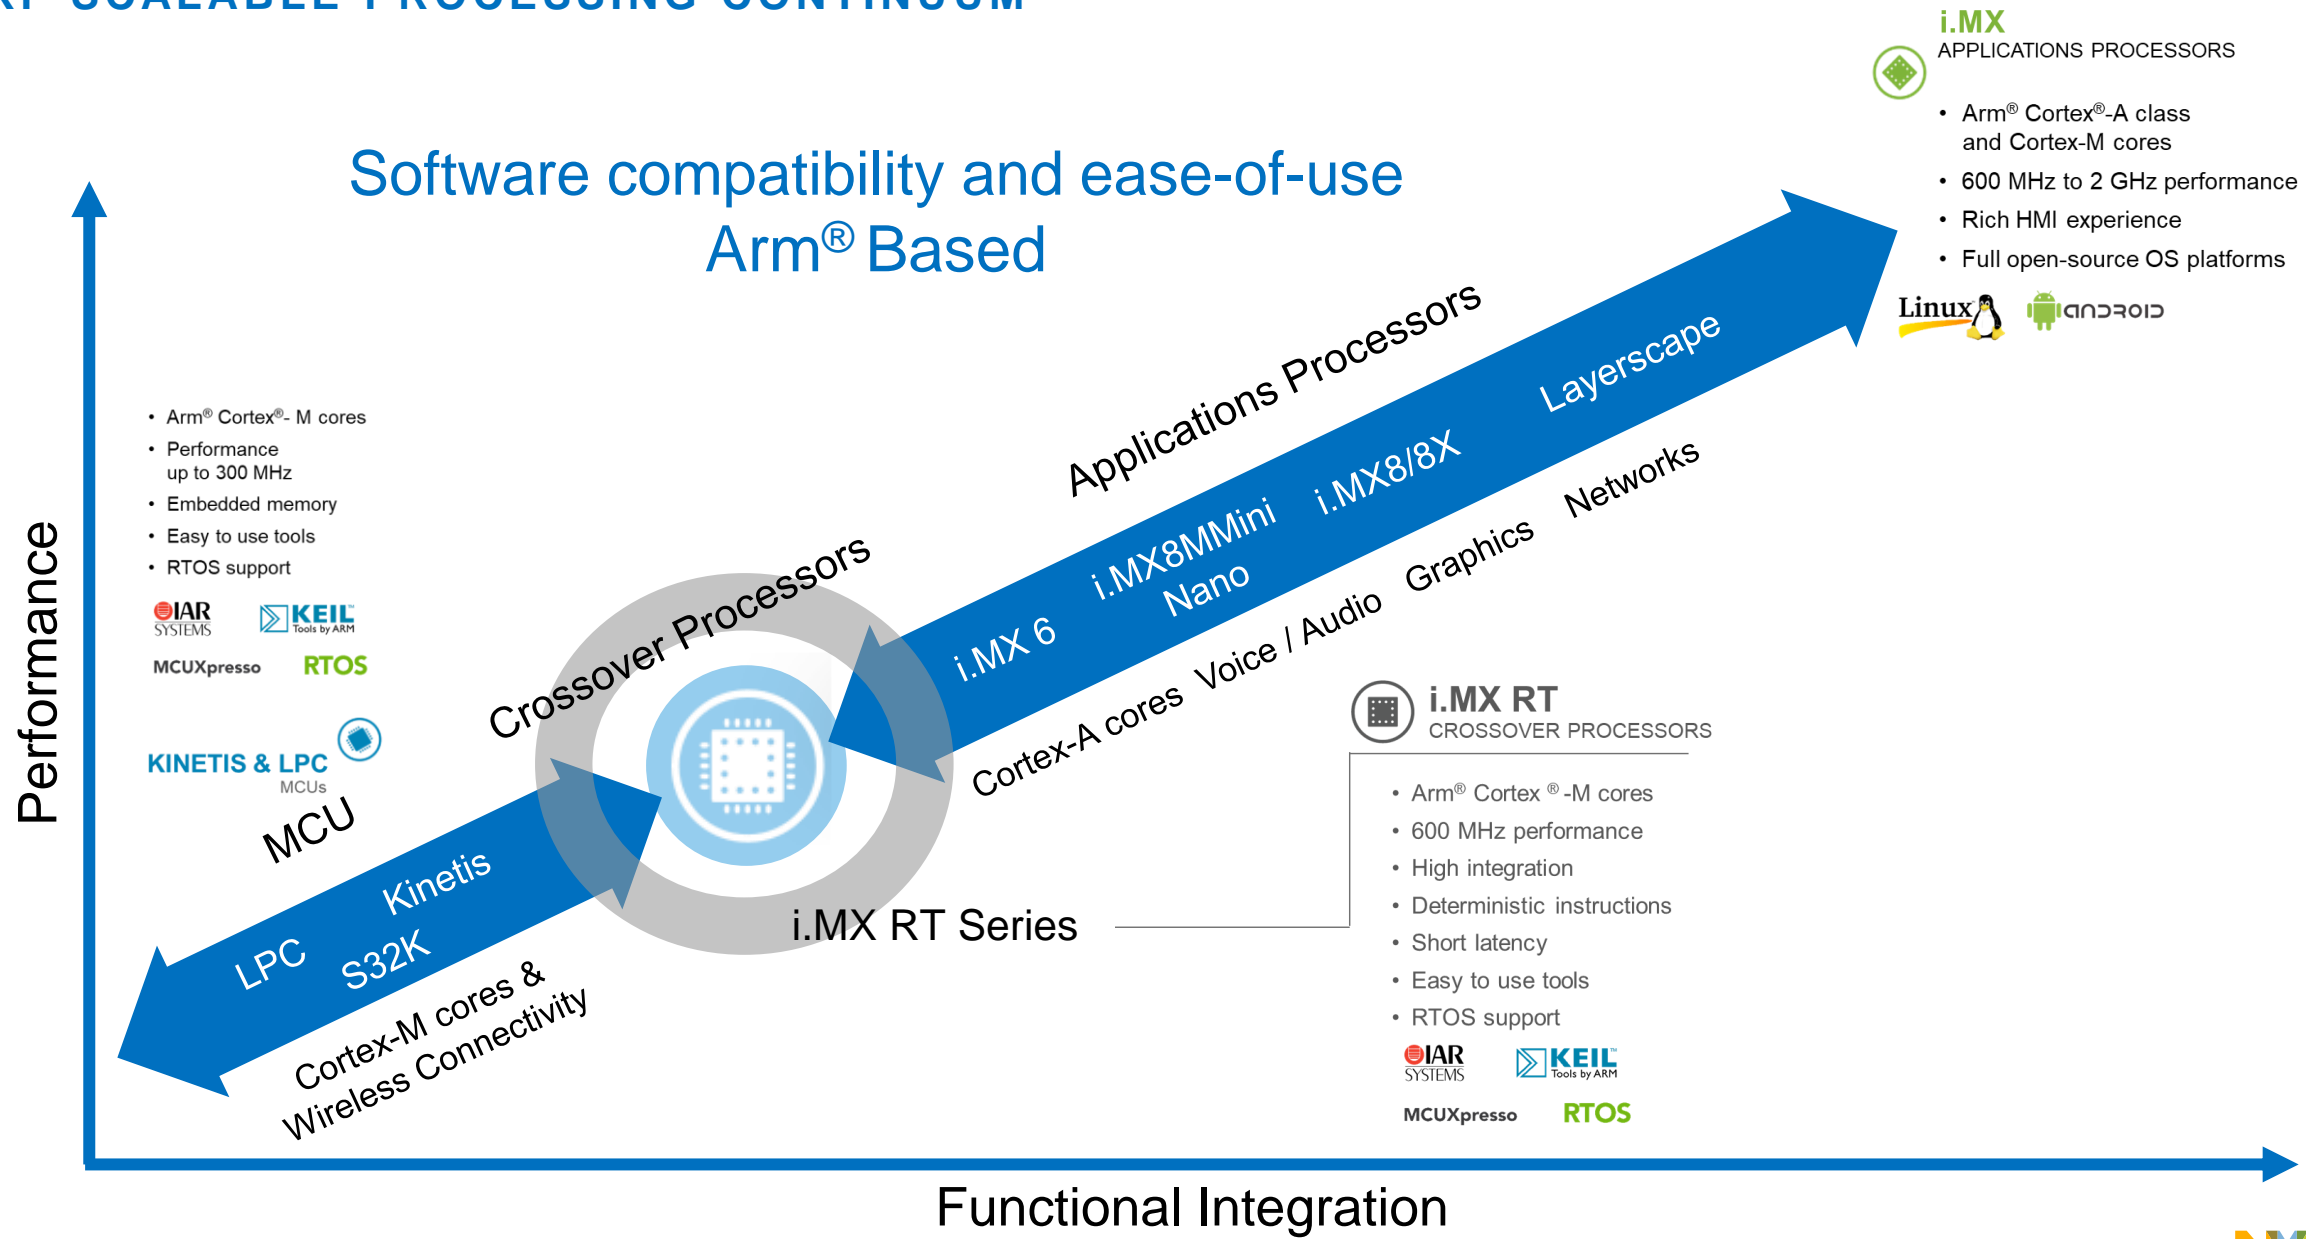 SCALABLE PROCESSING CONTINUUM
i.MX
APPLICATIONS PROCESSORS
• Arm® Cortex®-A class
and Cortex-M cores
• 600 MHz to 2 GHz performance
• Rich HMI experience
• Full open-source OS platforms
Linux
ANDROID
Software compatibility and ease-of-use
Arm® Based
Performance
• Arm® Cortex®- M cores
• Performance
up to 300 MHz
• Embedded memory
• Easy to use tools
• RTOS support
IAR
SYSTEMS
KEIL™
Tools by ARM
MCUXpresso
RTOS
KINETIS & LPC
MCUs
MCU
LPC
Kinetis
S32K
Cortex-M cores &
Wireless Connectivity
Crossover Processors
i.MX RT Series
Applications Processors
i.MX 6
i.MX8MMini
Nano
i.MX8/8X
Layerscape
Cortex-A cores
Voice / Audio
Graphics
Networks
i.MX RT
CROSSOVER PROCESSORS
• Arm® Cortex ® -M cores
• 600 MHz performance
• High integration
• Deterministic instructions
• Short latency
• Easy to use tools
• RTOS support
IAR
SYSTEMS
KEIL™
Tools by ARM
MCUXpresso
RTOS
Functional Integration